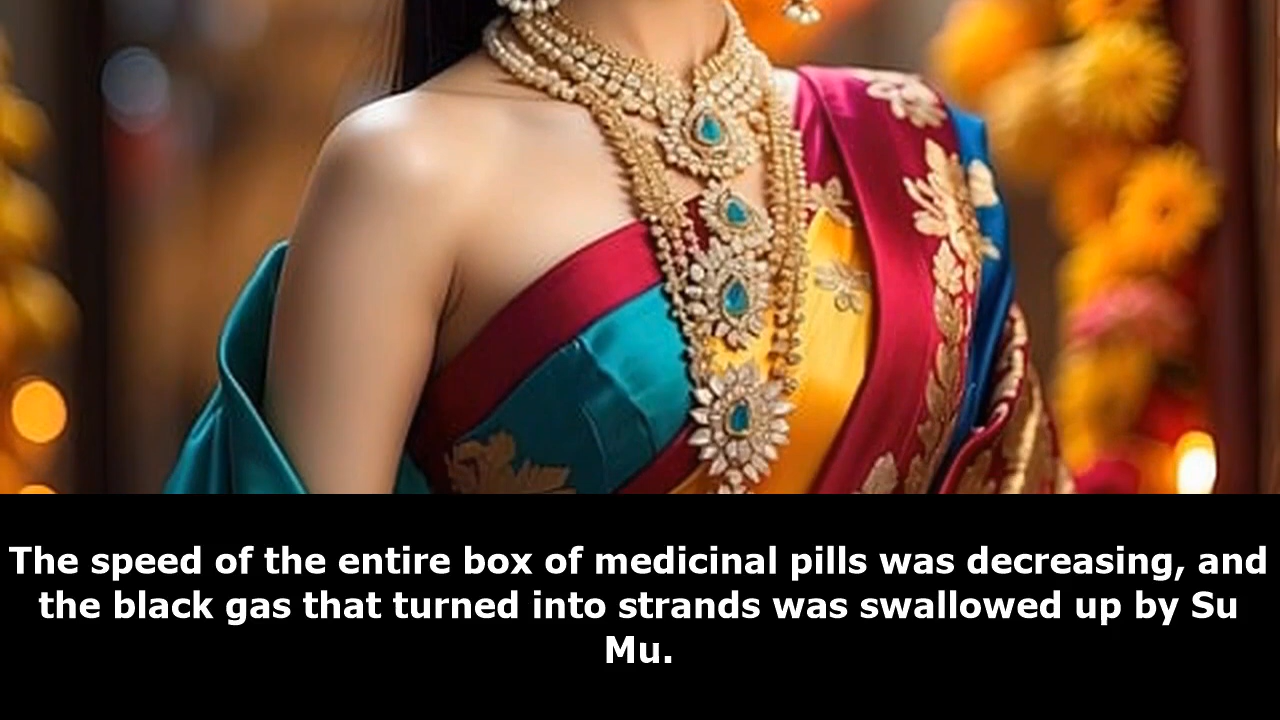 The speed of the entire box of medicinal pills was decreasing, and
the black gas that turned into strands was swallowed up by Su
Mu.